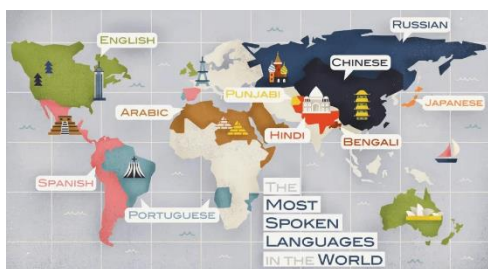 RUSSIAN
ENGLISH
CHINESE
PUNJABI
JAPANESE
ARABIC
HINDI
BENGALI
SPANISH
PORTUGUESE
THE
MOST
SPOKEN
LANGUAGES
IN THE WORLD